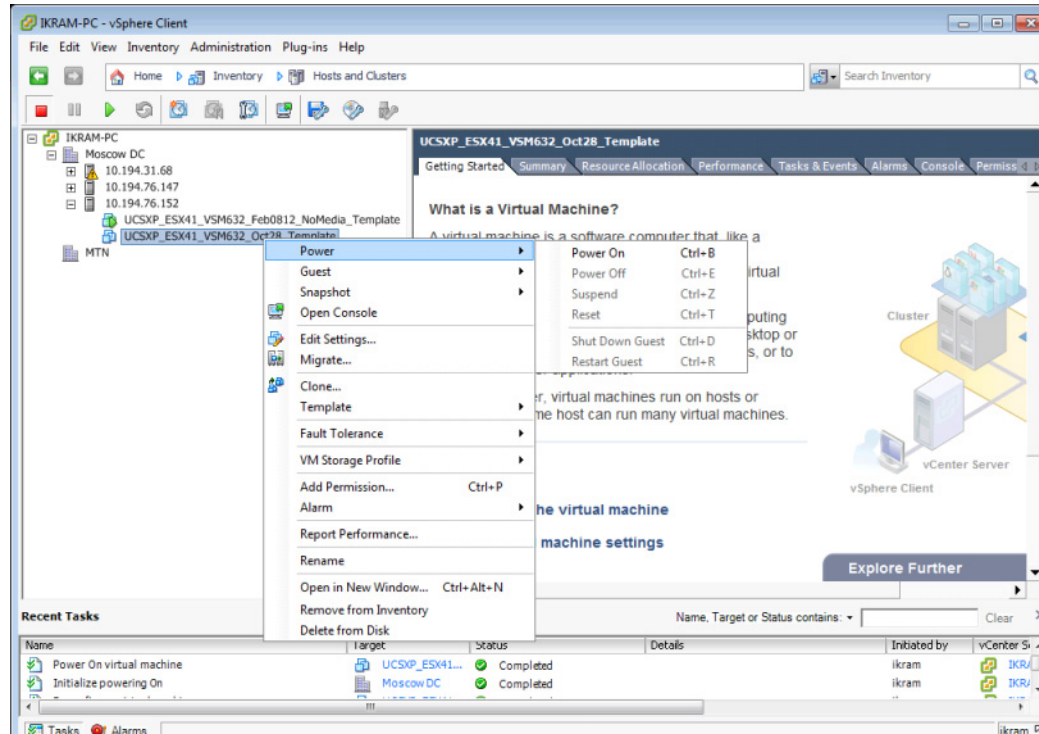 IKRAM-PC - vSphere Client
File Edit View Inventory Administration Plug-ins Help
Home Inventory Hosts and Clusters
Search Inventory
IKRAM-PC
Moscow DC
10.194.31.68
10.194.76.147
10.194.76.152
UCSXP_ESX41_VSM632_Feb0812_NoMedia_Template
UCSXP_ESX41_VSM632_Oct28_Template
MTN
Power
Guest
Snapshot
Open Console
Edit Settings...
Migrate...
Clone...
Template
Fault Tolerance
VM Storage Profile
Add Permission... Ctrl+P
Alarm
Report Performance...
Rename
Open in New Window... Ctrl+Alt+N
Remove from Inventory
Delete from Disk
Power On Ctrl+B
Power Off Ctrl+E
Suspend Ctrl+Z
Reset Ctrl+T
Shut Down Guest Ctrl+D
Restart Guest Ctrl+R
UCSXP_ESX41_VSM632_Oct28_Template
Getting Started Summary Resource Allocation Performance Tasks & Events Alarms Console Permiss
What is a Virtual Machine?
A virtual machine is a software computer that, like a
irtual
puting
sktop or
s, or to
er, virtual machines run on hosts or
me host can run many virtual machines.
he virtual machine
machine settings
Cluster
vCenter Server
vSphere Client
Explore Further
Recent Tasks
Name, Target or Status contains: Clear
Name Target Status Details Initiated by vCenter S
Power On virtual machine UCSXP_ESX41... Completed ikram IKR
Initialize powering On Moscow DC Completed ikram IKR
Tasks Alarms
ikram